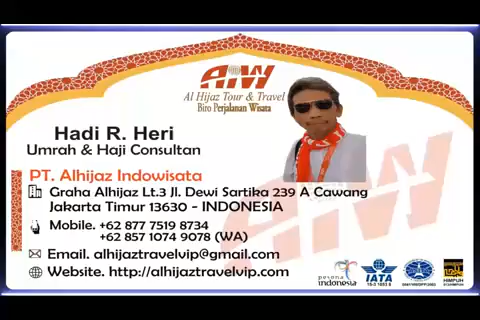 AIW
Al Hijaz Tour & Travel
Biro Perjalanan Wisata
Hadi R. Heri
Umrah & Haji Consultan
PT. Alhijaz Indowisata
Graha Alhijaz Lt.3 Jl. Dewi Sartika 239 A Cawang
Jakarta Timur 13630 - INDONESIA
Mobile. +62 877 7519 8734
+62 857 1074 9078 (WA)
Email. alhijaztravelvip@gmail.com
Website. http://alhijaztravelvip.com
pesona
indonesia
IATA
HIMPUH